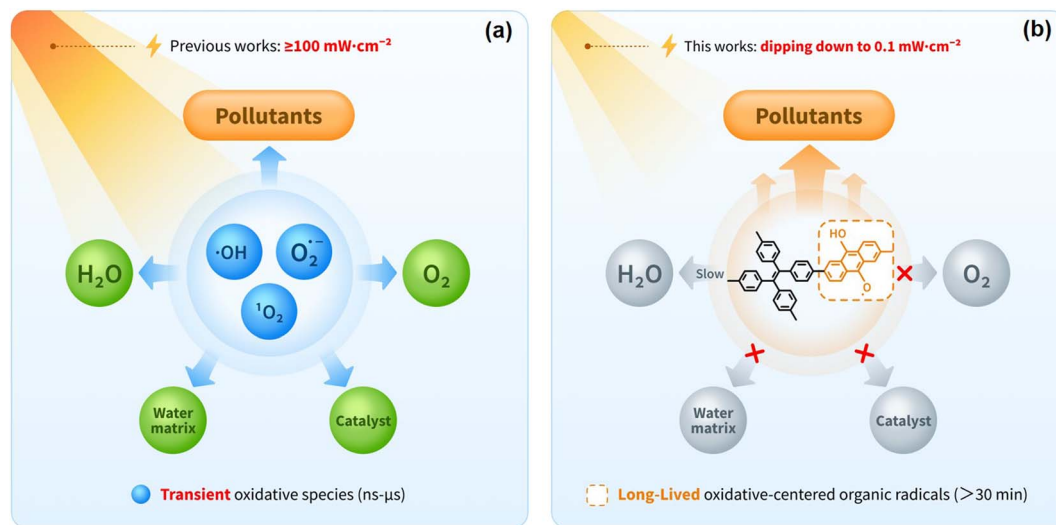 (a)
Previous works: ≥100 mW·cm⁻²
Pollutants
·OH
O₂·⁻
¹O₂
H₂O
O₂
Water
matrix
Catalyst
Transient oxidative species (ns-μs)
(b)
This works: dipping down to 0.1 mW·cm⁻²
Pollutants
HO
·O
H₂O
Slow
O₂
Water
matrix
Catalyst
Long-Lived oxidative-centered organic radicals (>30 min)